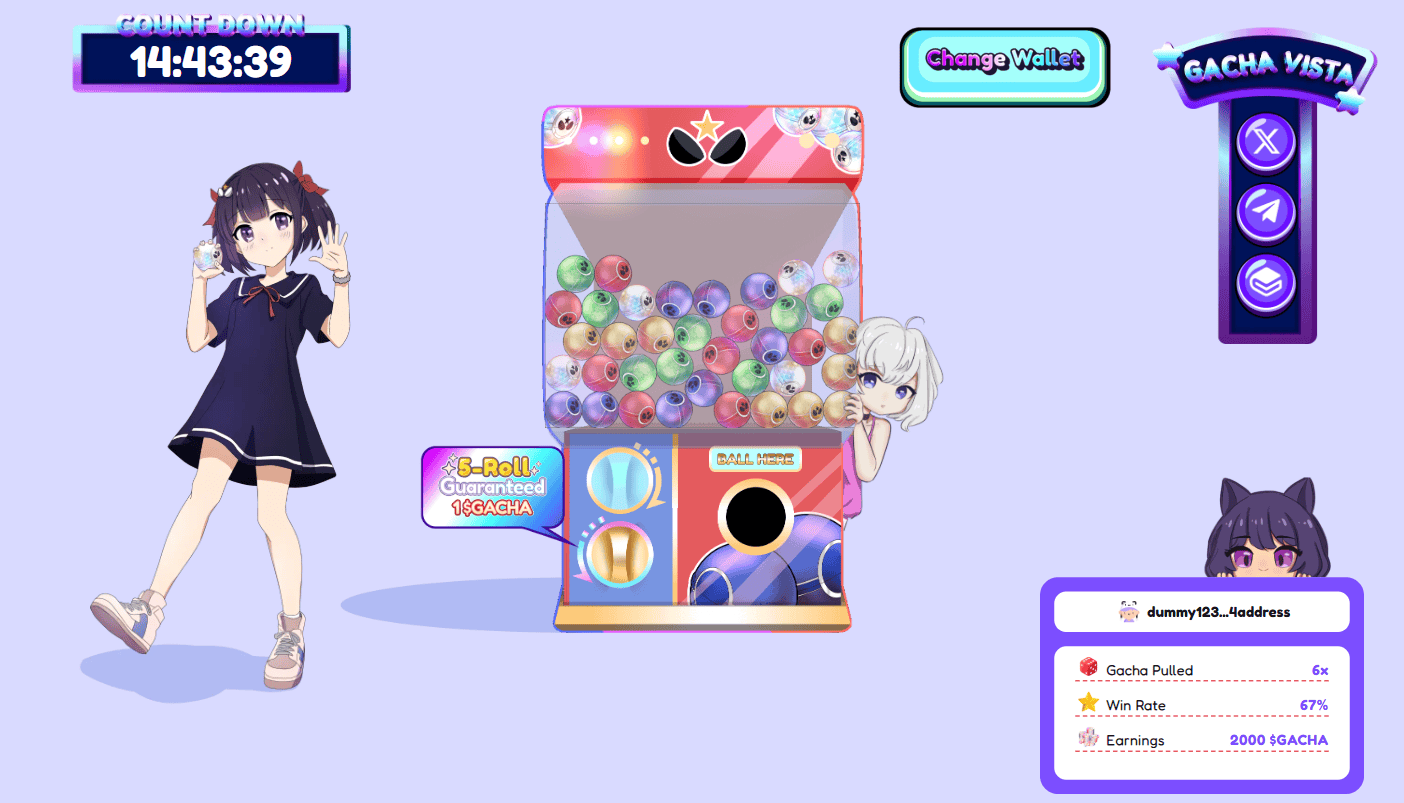 COUNT DOWN
14:43:39
Change Wallet
GACHA VISTA
X
5-Roll
Guaranteed
1 $GACHA
BALL HERE
dummy123...4address
Gacha Pulled 6x
Win Rate 67%
Earnings 2000 $GACHA